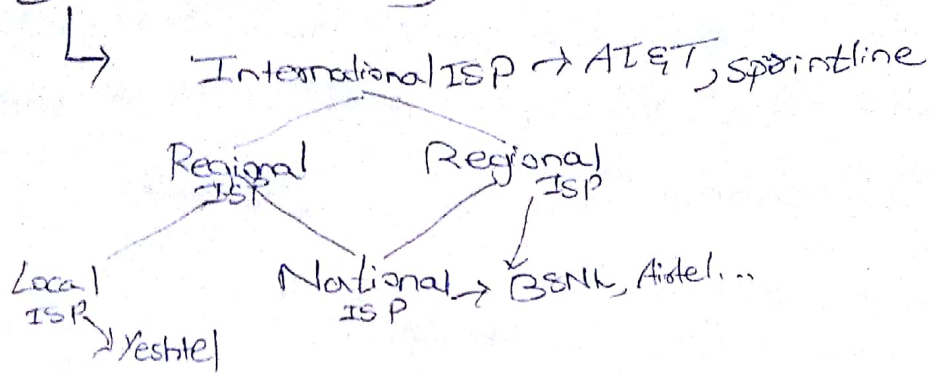 International ISP → AT&T, Sprintline
Regional ISP
Regional ISP
Local ISP
National ISP → BSNL, Airtel...
Yeshtel